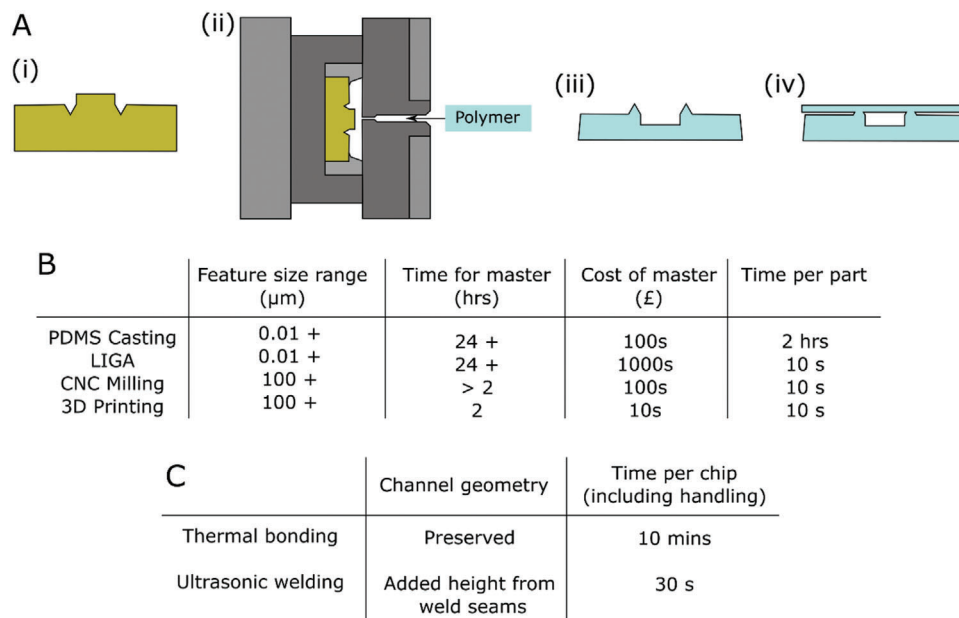 A
(i)
(ii)
Polymer
(iii)
(iv)
B
Feature size range
(µm)
Time for master
(hrs)
Cost of master
(£)
Time per part
PDMS Casting 0.01 + 24 + 100s 2 hrs
LIGA 0.01 + 24 + 1000s 10 s
CNC Milling 100 + > 2 100s 10 s
3D Printing 100 + 2 10s 10 s
C
Channel geometry
Time per chip
(including handling)
Thermal bonding Preserved 10 mins
Ultrasonic welding Added height from 30 s
weld seams